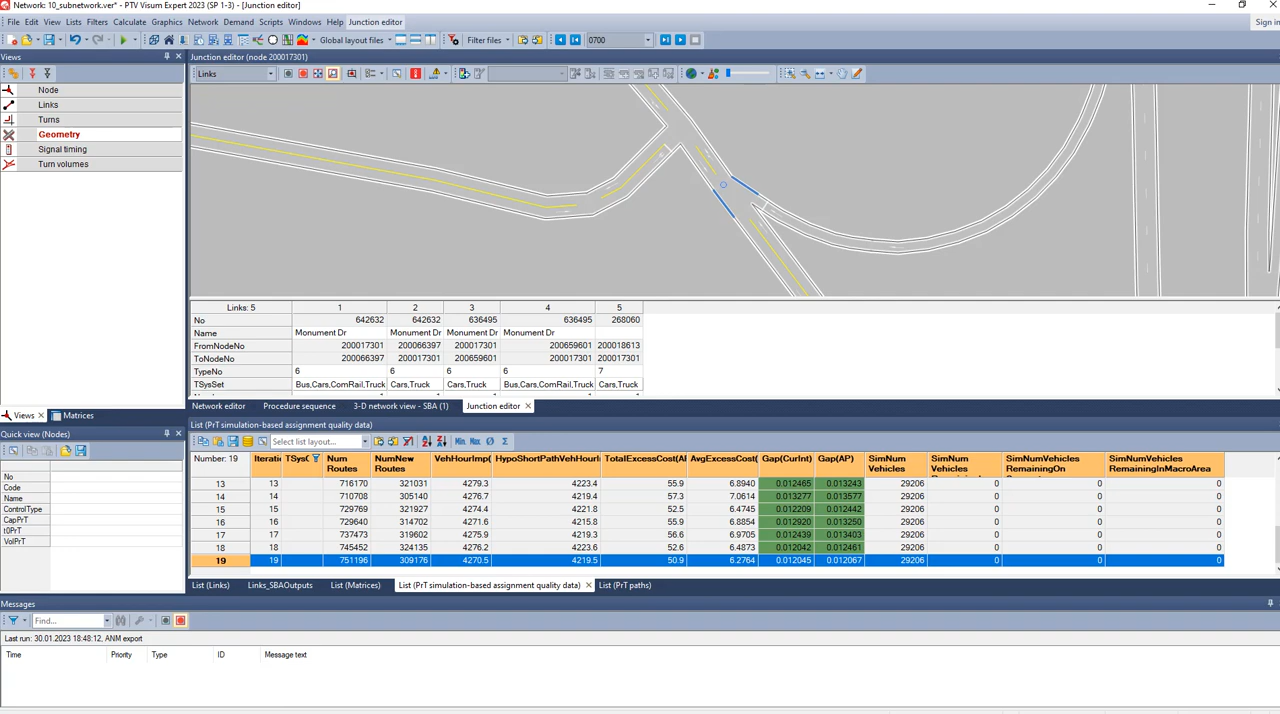 Network: 10_subnetwork.ver* - PTV Visum Expert 2023 (SP 1-3) - [Junction editor]
File Edit View Lists Filters Calculate Graphics Network Demand Scripts Windows Help Junction editor
Sign in
Global layout files Filter files 0700
Views
Junction editor (node 200017301)
Links
Node
Links
Turns
Geometry
Signal timing
Turn volumes
Links: 5 1 2 3 4 5
No 642632 642632 636495 636495 268060
Name Monument Dr Monument Dr Monument Dr Monument Dr
FromNodeNo 200017301 200066397 200017301 200659601 200018613
ToNodeNo 200066397 200017301 200659601 200017301 200017301
TypeNo 6 6 6 6 7
TSysSet Bus,Cars,ComRail,Truck Cars,Truck Cars,Truck Bus,Cars,ComRail,Truck Cars,Truck
Network editor Procedure sequence 3-D network view - SBA (1) Junction editor
Views Matrices
Quick view (Nodes)
No
Code
Name
ControlType
CapPrT
t0PrT
VolPrT
List (PrT simulation-based assignment quality data)
Select list layout... Min Max Ø Σ
Number: 19 Iteratio TSysC Num Routes NumNew Routes VehHourImp( HypoShortPathVehHourI TotalExcessCost(AI AvgExcessCost( Gap(CurInt) Gap(AP) SimNum Vehicles SimNum Vehicles SimNumVehicles RemainingOn SimNumVehicles RemainingInMacroArea
13 13 716170 321031 4279.3 4223.4 55.9 6.8940 0.012465 0.013243 29206 0 0 0
14 14 710708 305140 4276.7 4219.4 57.3 7.0614 0.013277 0.013577 29206 0 0 0
15 15 729769 321927 4274.4 4221.8 52.5 6.4745 0.012209 0.012442 29206 0 0 0
16 16 729640 314702 4271.6 4215.8 55.9 6.8854 0.012920 0.013250 29206 0 0 0
17 17 737473 319602 4275.9 4219.3 56.6 6.9705 0.012439 0.013403 29206 0 0 0
18 18 745452 324135 4276.2 4223.6 52.6 6.4873 0.012042 0.012461 29206 0 0 0
19 19 751196 309176 4270.5 4219.5 50.9 6.2764 0.012045 0.012067 29206 0 0 0
List (Links) Links_SBAOutputs List (Matrices) List (PrT simulation-based assignment quality data) List (PrT paths)
Messages
Find...
Last run: 30.01.2023 18:48:12, ANM export
Time Priority Type ID Message text